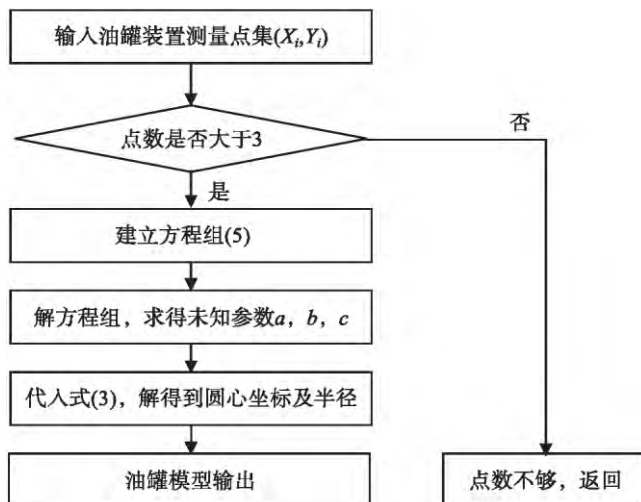 输入油罐装置测量点集(Xi,Yi)
点数是否大于3
否
是
建立方程组(5)
解方程组，求得未知参数a，b，c
代入式(3)，解得到圆心坐标及半径
油罐模型输出
点数不够，返回